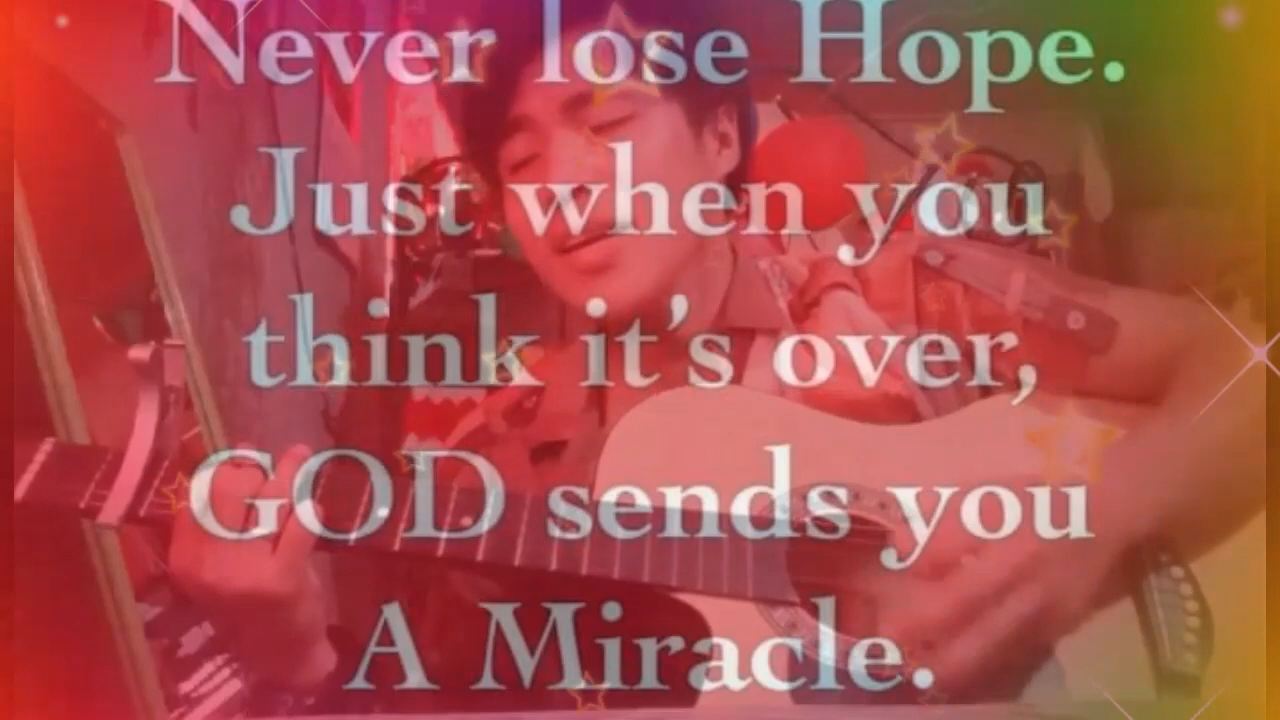 Never lose Hope.
Just when you
think it's over,
GOD sends you
A Miracle.